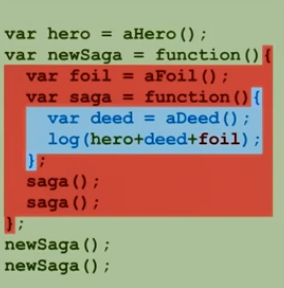 var hero = aHero();
var newSaga = function(){
var foil = aFoil();
var saga = function(){
var deed = aDeed();
log(hero+deed+foil);
};
saga();
saga();
};
newSaga();
newSaga();